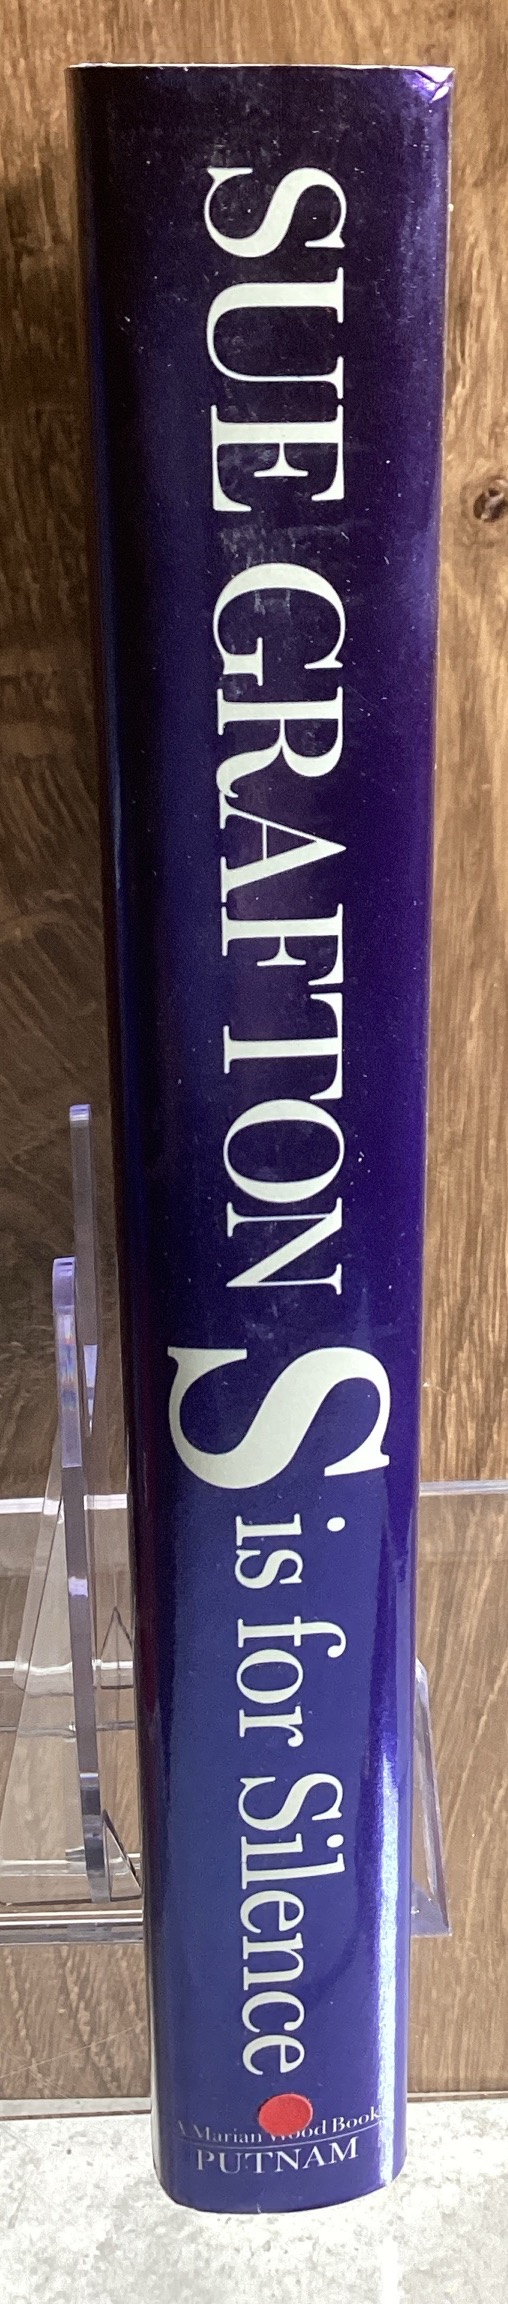 SUE GRAFTON
S is for Silence
A Marian Wood Book
PUTNAM